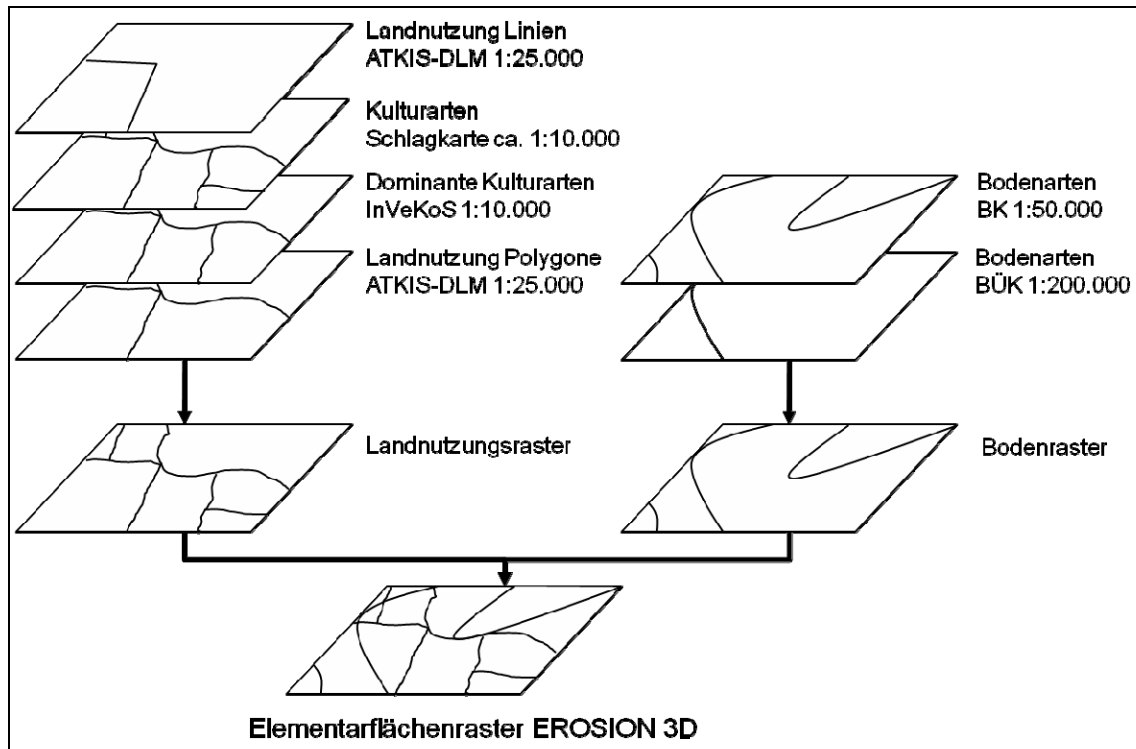 Landnutzung Linien
ATKIS-DLM 1:25.000
Kulturarten
Schlagkarte ca. 1:10.000
Dominante Kulturarten
InVeKoS 1:10.000
Landnutzung Polygone
ATKIS-DLM 1:25.000
Bodenarten
BK 1:50.000
Bodenarten
BÜK 1:200.000
Landnutzungsraster
Bodenraster
Elementarflächenraster EROSION 3D